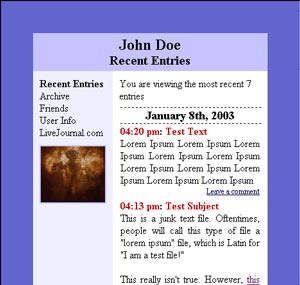 John Doe
Recent Entries
Recent Entries
Archive
Friends
User Info
LiveJournal.com
You are viewing the most recent 7
entries
January 8th, 2003
04:20 pm: Test Text
Lorem Ipsum Lorem Ipsum Lorem
Ipsum Lorem Ipsum Lorem Ipsum
Lorem Ipsum Lorem Ipsum Lorem
Ipsum Lorem Ipsum Lorem Ipsum
Leave a comment
04:13 pm: Test Subject
This is a junk text file. Oftentimes,
people will call this type of file a
"lorem ipsum" file, which is Latin for
"I am a test file!"
This really isn't true. However, this